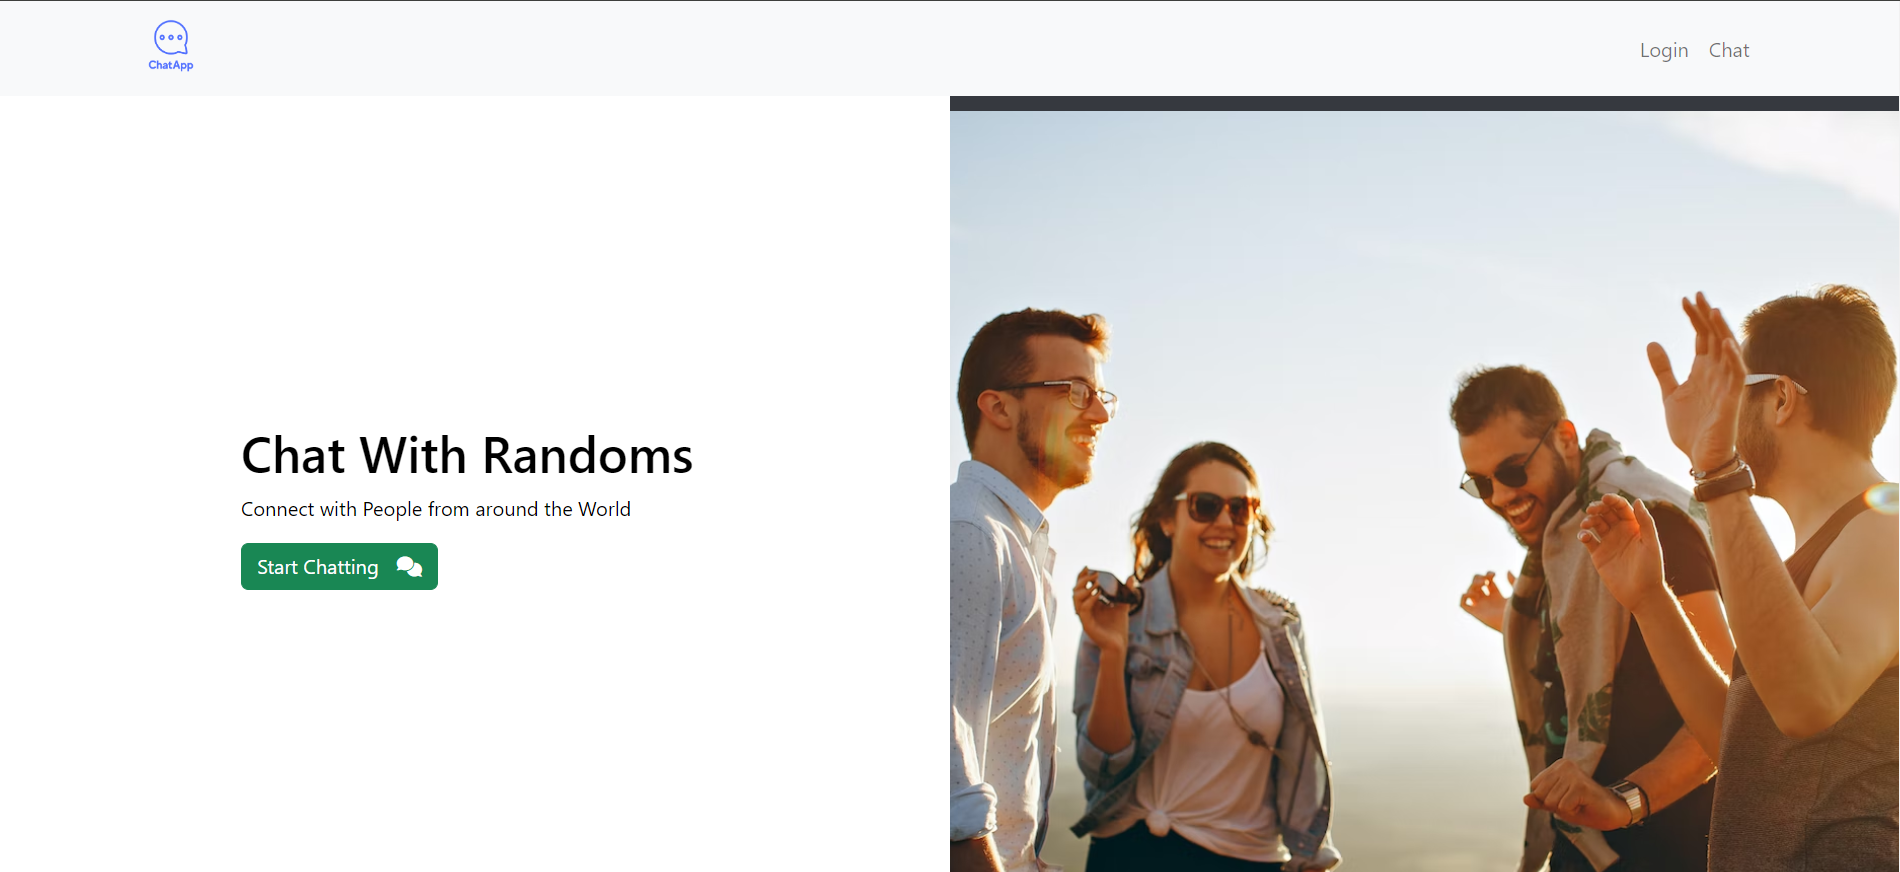 ChatApp
Login Chat
Chat With Randoms
Connect with People from around the World
Start Chatting